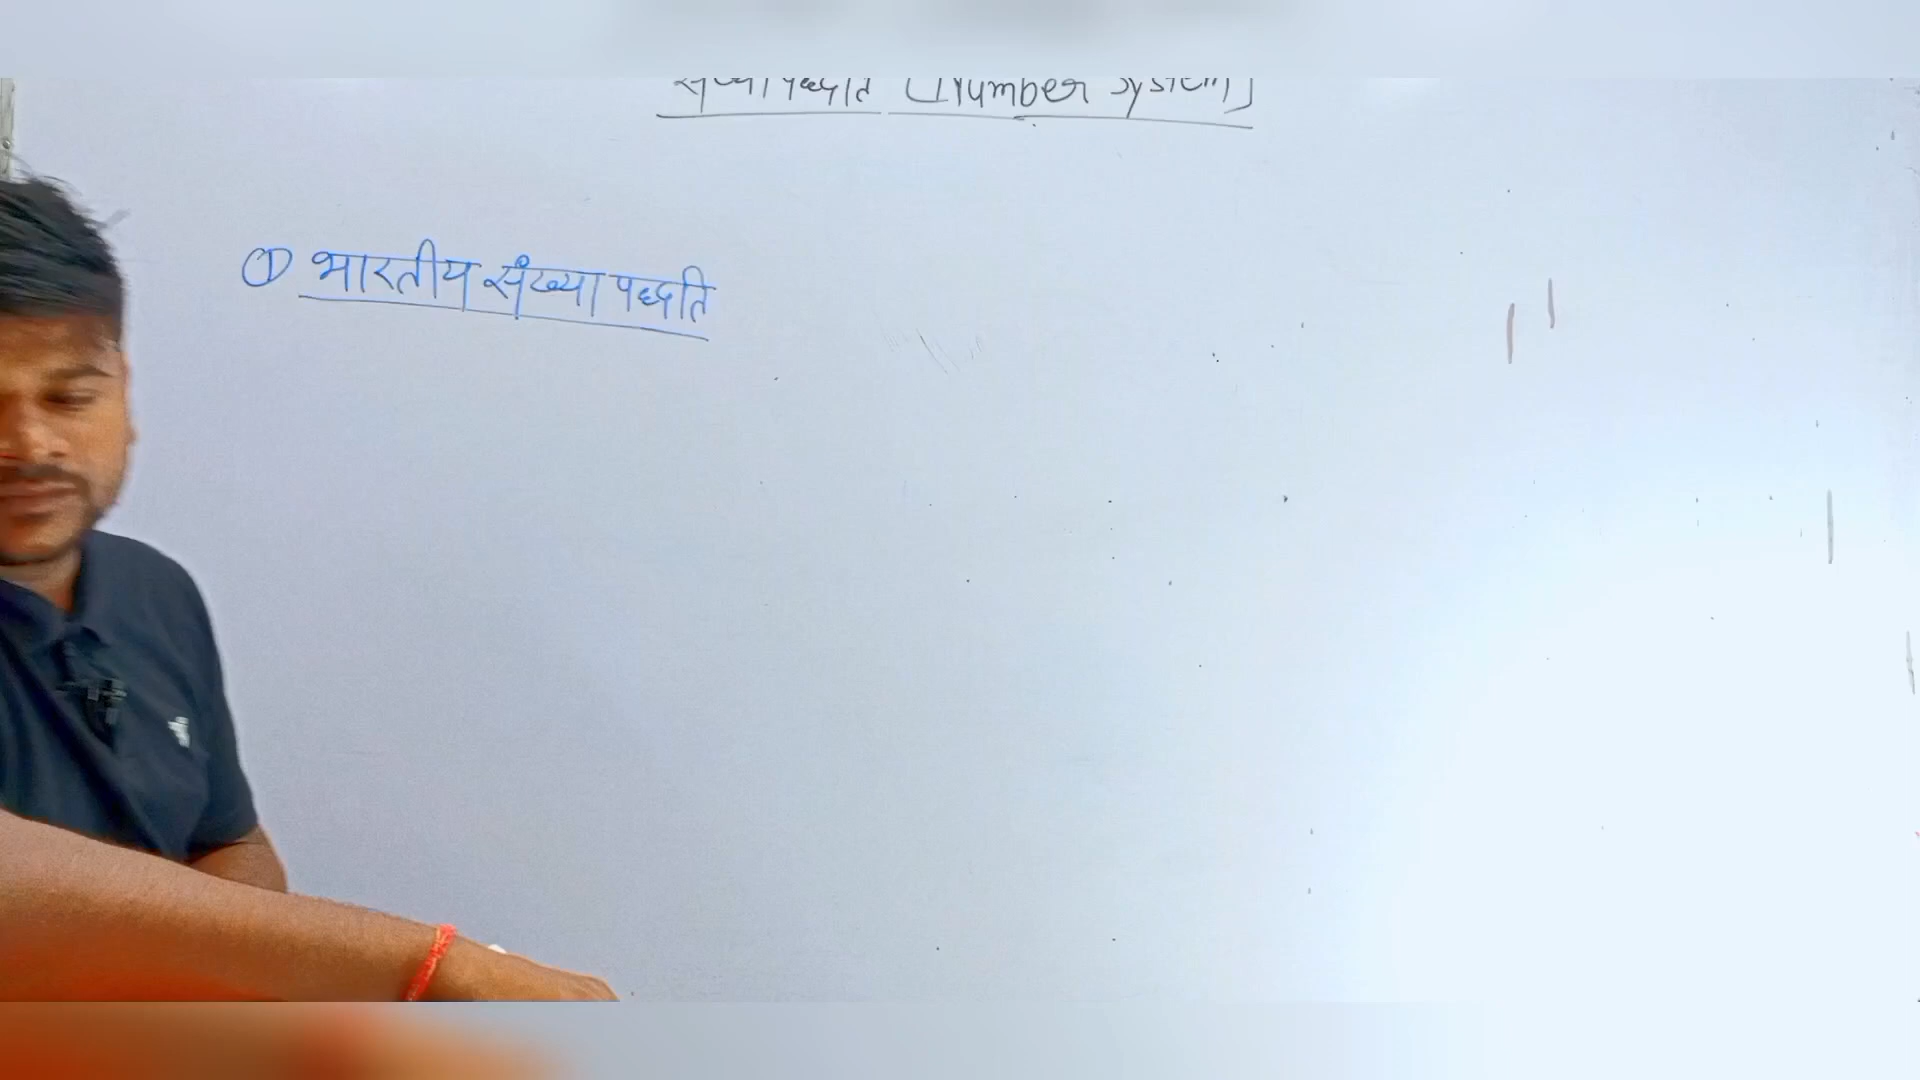 संख्या पद्धति [Number System]
① भारतीय संख्या पद्धति